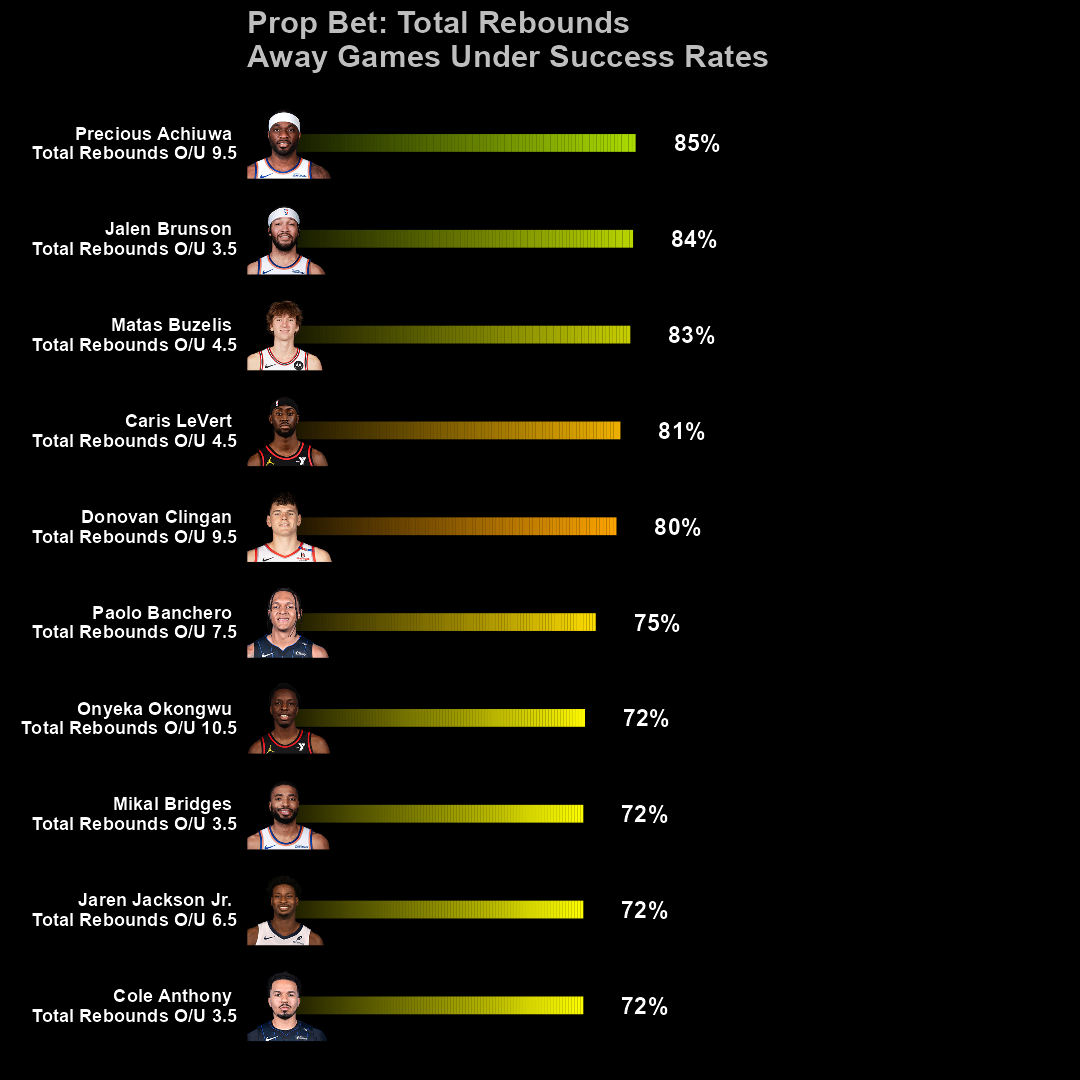 Prop Bet: Total Rebounds
Away Games Under Success Rates
Precious Achiuwa
Total Rebounds O/U 9.5
85%
Jalen Brunson
Total Rebounds O/U 3.5
84%
Matas Buzelis
Total Rebounds O/U 4.5
83%
Caris LeVert
Total Rebounds O/U 4.5
81%
Donovan Clingan
Total Rebounds O/U 9.5
80%
Paolo Banchero
Total Rebounds O/U 7.5
75%
Onyeka Okongwu
Total Rebounds O/U 10.5
72%
Mikal Bridges
Total Rebounds O/U 3.5
72%
Jaren Jackson Jr.
Total Rebounds O/U 6.5
72%
Cole Anthony
Total Rebounds O/U 3.5
72%